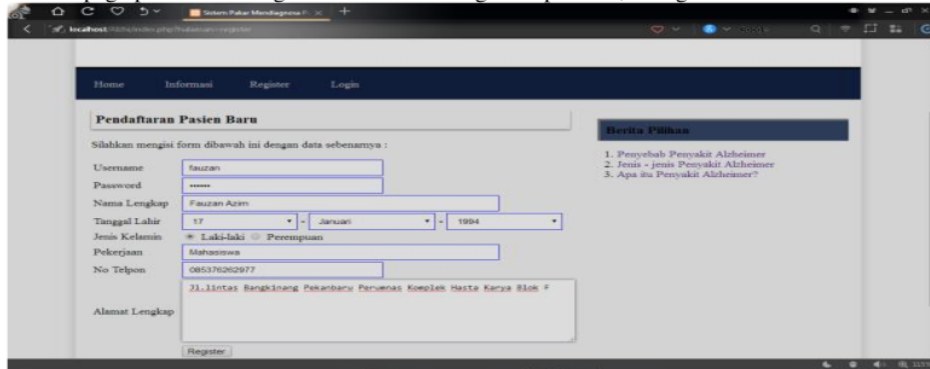 Sistem Pakar Mendiagnosa P
localhost
Home Informasi Register Login
Pendaftaran Pasien Baru
Silahkan mengisi form dibawah ini dengan data sebenarnya :
Username fauzan
Password
Nama Lengkap Fauzan Azim
Tanggal Lahir 17 - Januari - 1994
Jenis Kelamin Laki-laki Perempuan
Pekerjaan Mahasiswa
No Telpon 085376262977
Alamat Lengkap Jl.lintas Bangkinang Pekanbaru Perumnas Komplek Hasta Karya Blok F
Register
Berita Pilihan
1. Penyebab Penyakit Alzheimer
2. Jenis - jenis Penyakit Alzheimer
3. Apa itu Penyakit Alzheimer?